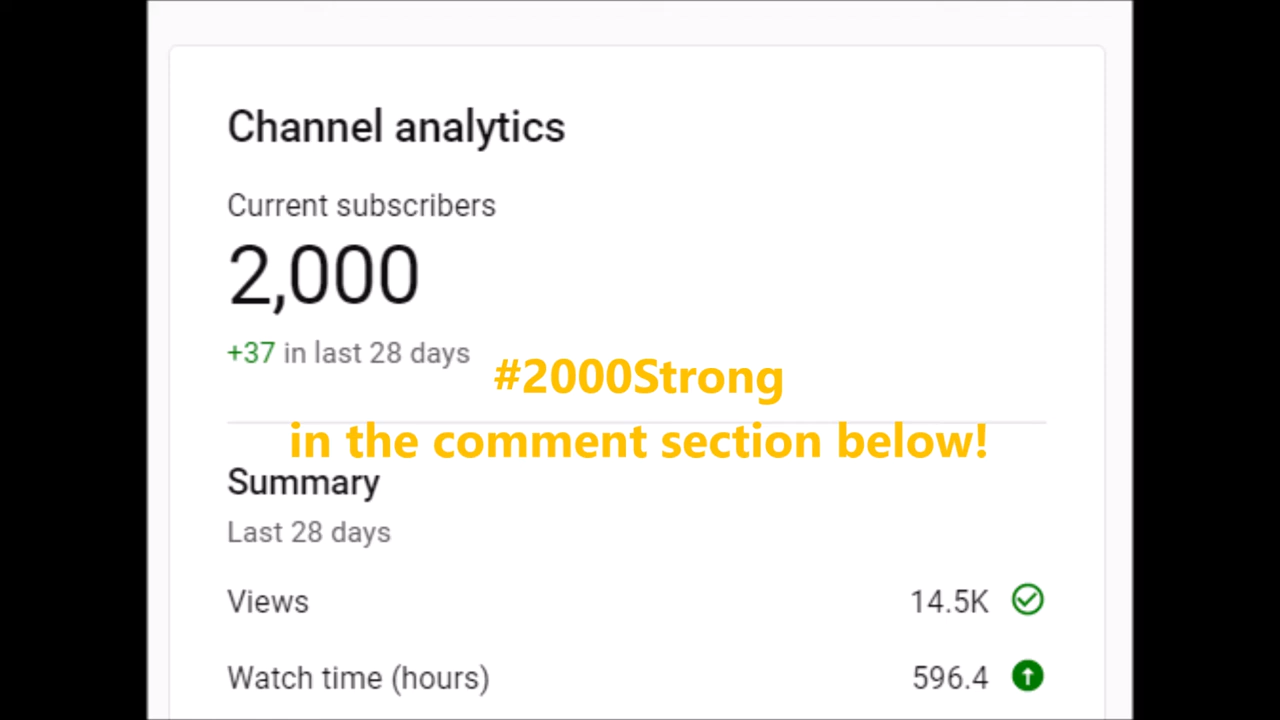 Channel analytics
Current subscribers
2,000
+37 in last 28 days
#2000Strong
in the comment section below!
Summary
Last 28 days
Views 14.5K
Watch time (hours) 596.4